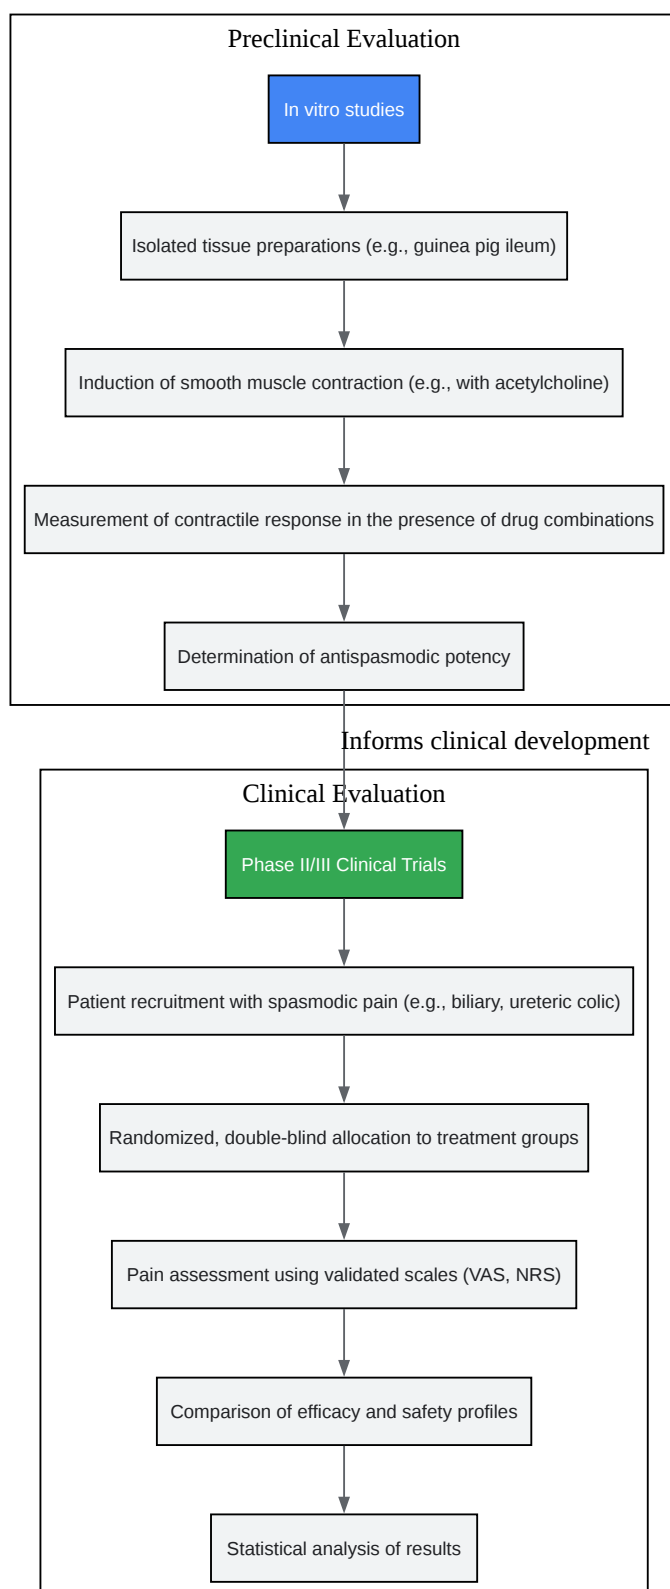 Preclinical Evaluation
In vitro studies
Isolated tissue preparations (e.g., guinea pig ileum)
Induction of smooth muscle contraction (e.g., with acetylcholine)
Measurement of contractile response in the presence of drug combinations
Determination of antispasmodic potency
Informs clinical development
Clinical Evaluation
Phase II/III Clinical Trials
Patient recruitment with spasmodic pain (e.g., biliary, ureteric colic)
Randomized, double-blind allocation to treatment groups
Pain assessment using validated scales (VAS, NRS)
Comparison of efficacy and safety profiles
Statistical analysis of results